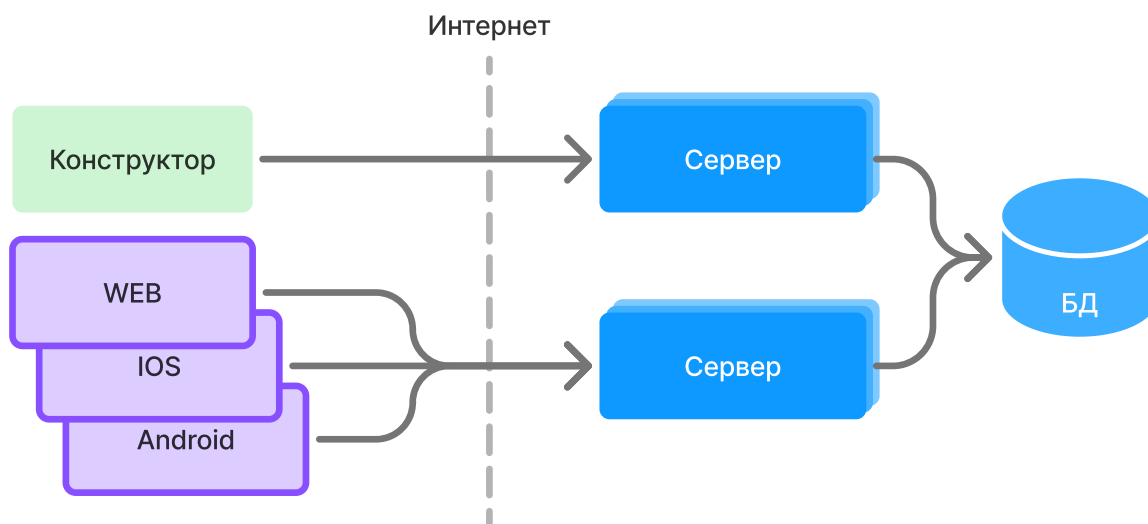 Интернет
Конструктор
Сервер
WEB
IOS
Android
Сервер
БД